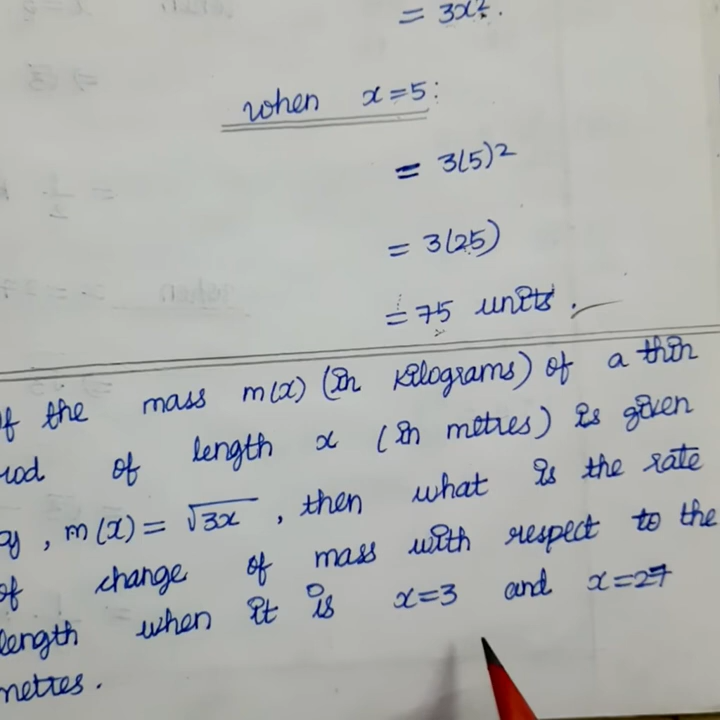 = 3x².
when x=5:
= 3(5)²
= 3(25)
= 75 units.
If the mass m(x) (in kilograms) of a thin
rod of length x (in metres) is given
by, m(x) = √3x, then what is the rate
of change of mass with respect to the
length when it is x=3 and x=27
metres.